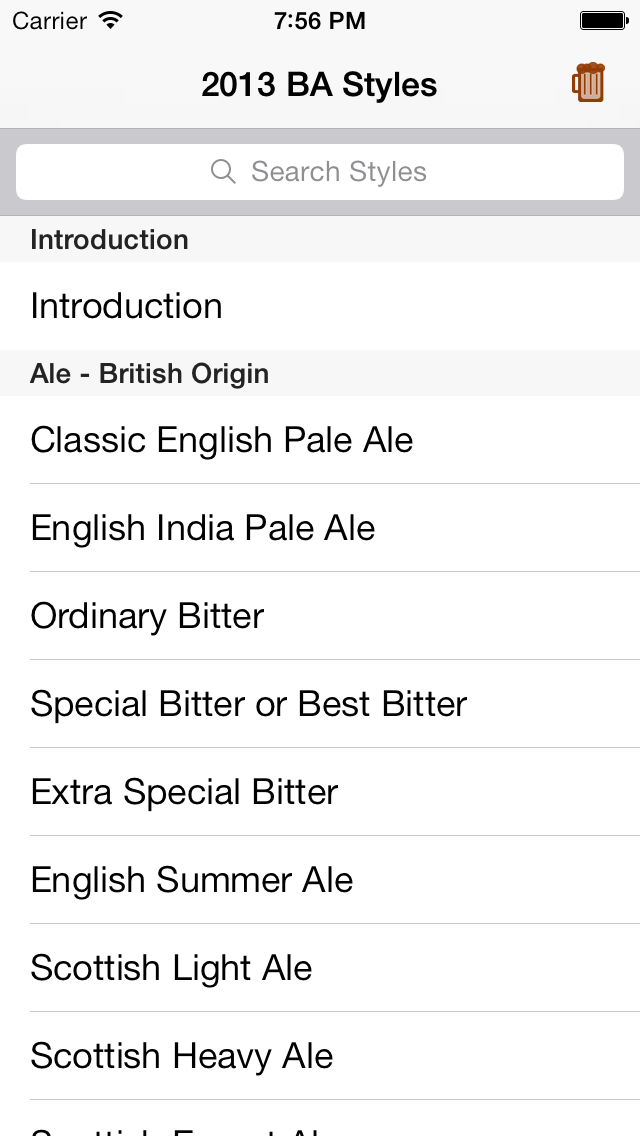 Carrier 7:56 PM
2013 BA Styles
Search Styles
Introduction
Introduction
Ale - British Origin
Classic English Pale Ale
English India Pale Ale
Ordinary Bitter
Special Bitter or Best Bitter
Extra Special Bitter
English Summer Ale
Scottish Light Ale
Scottish Heavy Ale